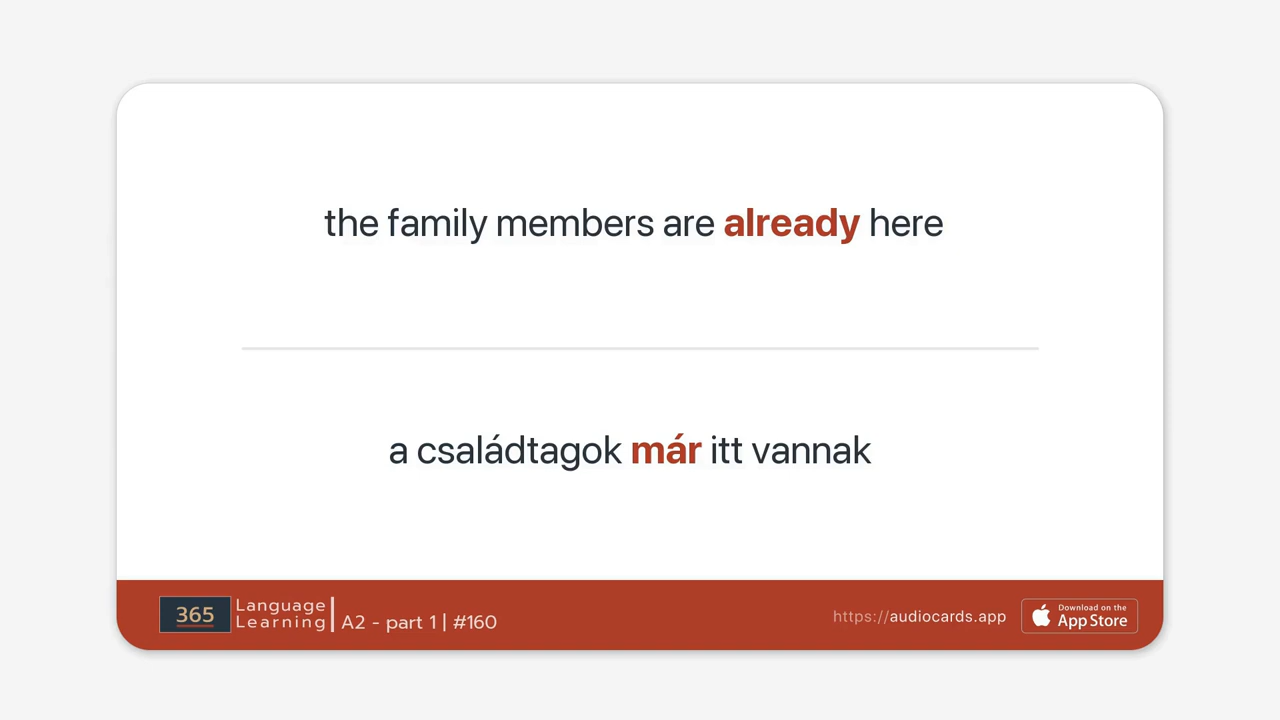 the family members are already here
a családtagok már itt vannak
365
Language
Learning
A2 - part 1 | #160
https://audiocards.app
Download on the
App Store